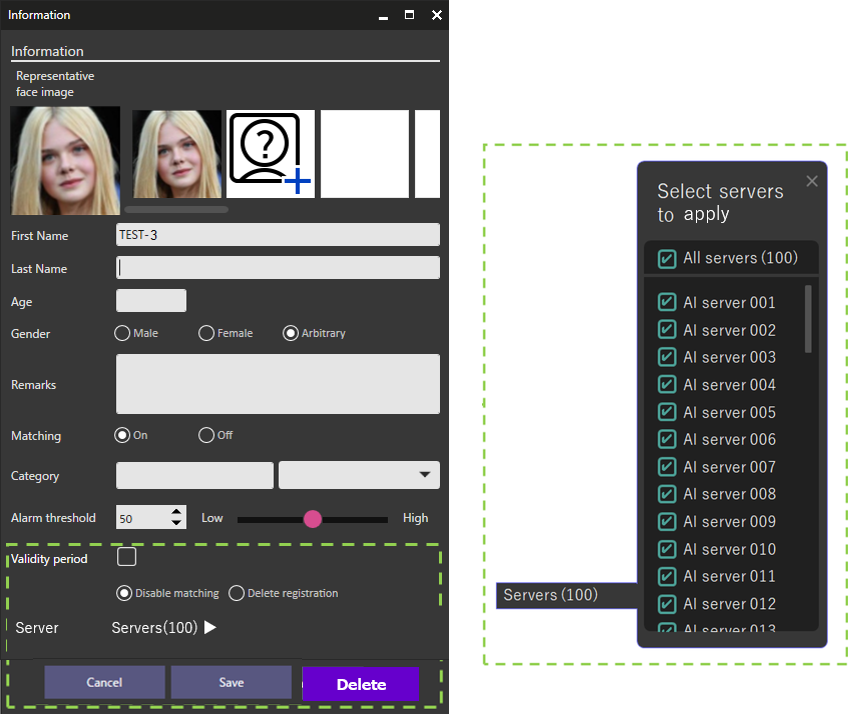 Information
Information
Representative
face image
First Name
TEST-3
Last Name
Age
Gender
Male
Female
Arbitrary
Remarks
Matching
On
Off
Category
Alarm threshold
50
Low
High
Validity period
Disable matching
Delete registration
Server
Servers(100)
Cancel
Save
Delete
Select servers
to apply
All servers (100)
AI server 001
AI server 002
AI server 003
AI server 004
AI server 005
AI server 006
AI server 007
AI server 008
AI server 009
AI server 010
AI server 011
AI server 012
AI server 013
Servers (100)